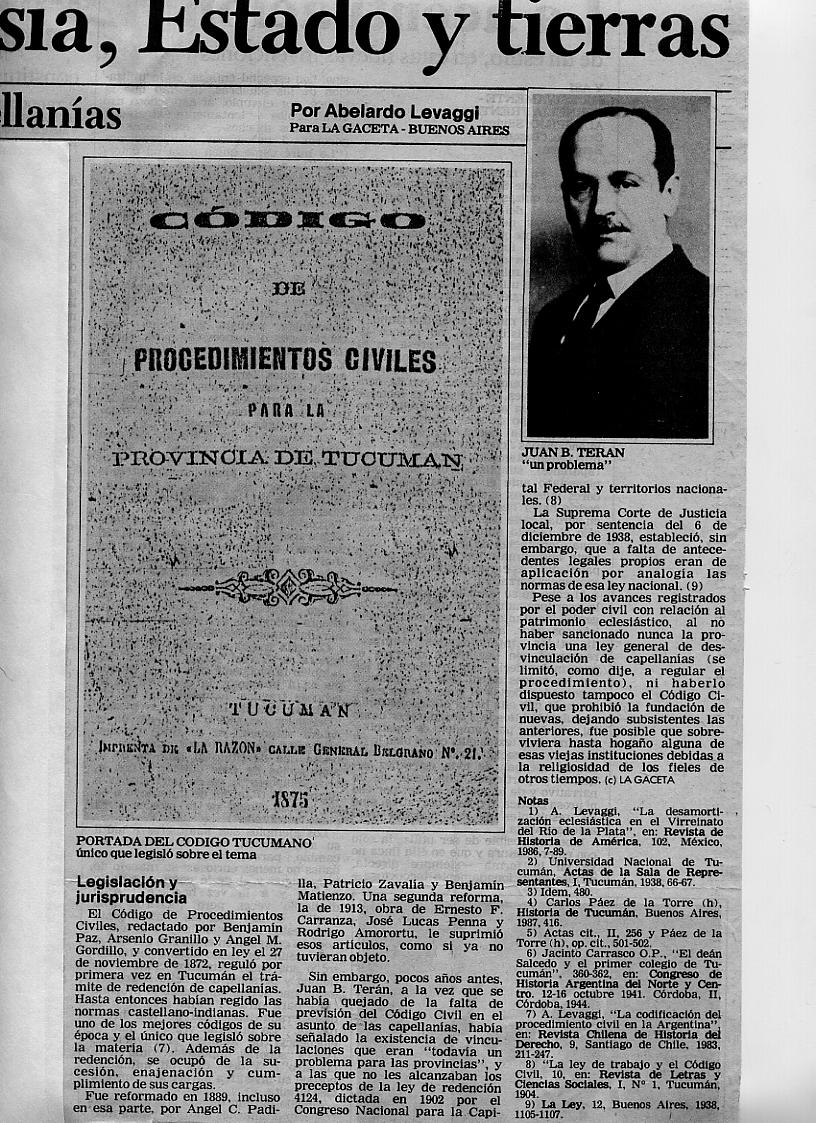 sia, Estado y tierras
ellanías
Por Abelardo Levaggi
Para LA GACETA - BUENOS AIRES
CÓDIGO
DE
PROCEDIMIENTOS CIVILES
PARA LA
PROVINCIA DE TUCUMAN
TUCUMAN
IMPRENTA DE «LA RAZON» CALLE GENERAL BELGRANO Nº. 21.
1875
PORTADA DEL CODIGO TUCUMANO
único que legisló sobre el tema
Legislación y
jurisprudencia
El Código de Procedimientos
Civiles, redactado por Benjamín
Paz, Arsenio Granillo y Angel M.
Gordillo, y convertido en ley el 27
de noviembre de 1872, reguló por
primera vez en Tucumán el trá-
mite de redención de capellanías.
Hasta entonces habían regido las
normas castellano-indianas. Fue
uno de los mejores códigos de su
época y el único que legisló sobre
la materia (7). Además de la
redención, se ocupó de la su-
cesión, enajenación y cum-
plimiento de sus cargas.
Fue reformado en 1889, incluso
en esa parte, por Angel C. Padi-
lla, Patricio Zavalía y Benjamín
Matienzo. Una segunda reforma,
la de 1913, obra de Ernesto F.
Carranza, José Lucas Penna y
Rodrigo Amorortu, le suprimió
esos artículos, como si ya no
tuvieran objeto.
Sin embargo, pocos años antes,
Juan B. Terán, a la vez que se
había quejado de la falta de
previsión del Código Civil en el
asunto de las capellanías, había
señalado la existencia de vincu-
laciones que eran "todavía un
problema para las provincias", y
a las que no les alcanzaban los
preceptos de la ley de redención
4124, dictada en 1902 por el
Congreso Nacional para la Capi-
JUAN B. TERAN
"un problema"
tal Federal y territorios naciona-
les. (8)
La Suprema Corte de Justicia
local, por sentencia del 6 de
diciembre de 1938, estableció, sin
embargo, que a falta de antece-
dentes legales propios eran de
aplicación por analogía las
normas de esa ley nacional. (9)
Pese a los avances registrados
por el poder civil con relación al
patrimonio eclesiástico, al no
haber sancionado nunca la pro-
vincia una ley general de des-
vinculación de capellanías (se
limitó, como dije, a regular el
procedimiento), ni haberlo
dispuesto tampoco el Código Ci-
vil, que prohibió la fundación de
nuevas, dejando subsistentes las
anteriores, fue posible que sobre-
viviera hasta hogaño alguna de
esas viejas instituciones debidas a
la religiosidad de los fieles de
otros tiempos. (c) LA GACETA
Notas
1) A. Levaggi, "La desamorti-
zación eclesiástica en el Virreinato
del Río de la Plata", en: Revista de
Historia de América, 102, México,
1986, 7-89.
2) Universidad Nacional de Tu-
cumán, Actas de la Sala de Repre-
sentantes, I, Tucumán, 1938, 66-67.
3) Idem, 480.
4) Carlos Páez de la Torre (h),
Historia de Tucumán, Buenos Aires,
1987, 416.
5) Actas cit., II, 256 y Páez de la
Torre (h), op. cit., 501-502.
6) Jacinto Carrasco O.P., "El deán
Salcedo y el primer colegio de Tu-
cumán", 360-362, en: Congreso de
Historia Argentina del Norte y Cen-
tro. 12-16 octubre 1941. Córdoba, II,
Córdoba, 1944.
7) A. Levaggi, "La codificación del
procedimiento civil en la Argentina",
en: Revista Chilena de Historia del
Derecho, 9, Santiago de Chile, 1983,
211-247.
8) "La ley de trabajo y el Código
Civil, 10, en: Revista de Letras y
Ciencias Sociales, I, Nº 1, Tucumán,
1904.
9) La Ley, 12, Buenos Aires, 1938,
1105-1107.